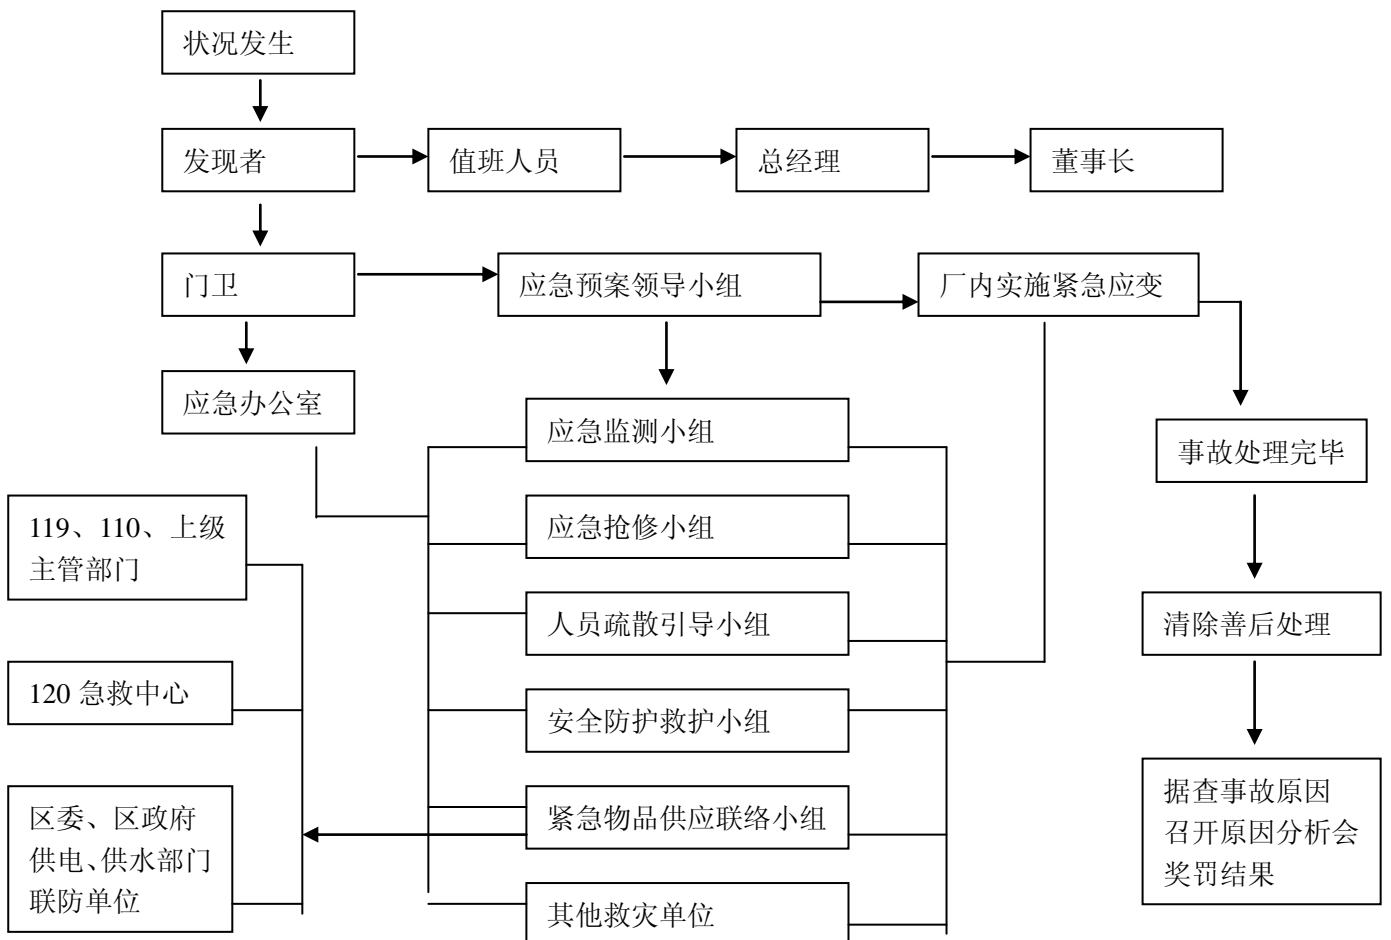 状况发生
发现者
值班人员
总经理
董事长
门卫
应急预案领导小组
厂内实施紧急应变
应急办公室
应急监测小组
事故处理完毕
119、110、上级
主管部门
应急抢修小组
人员疏散引导小组
清除善后处理
120 急救中心
安全防护救护小组
区委、区政府
供电、供水部门
联防单位
紧急物品供应联络小组
据查事故原因
召开原因分析会
奖罚结果
其他救灾单位